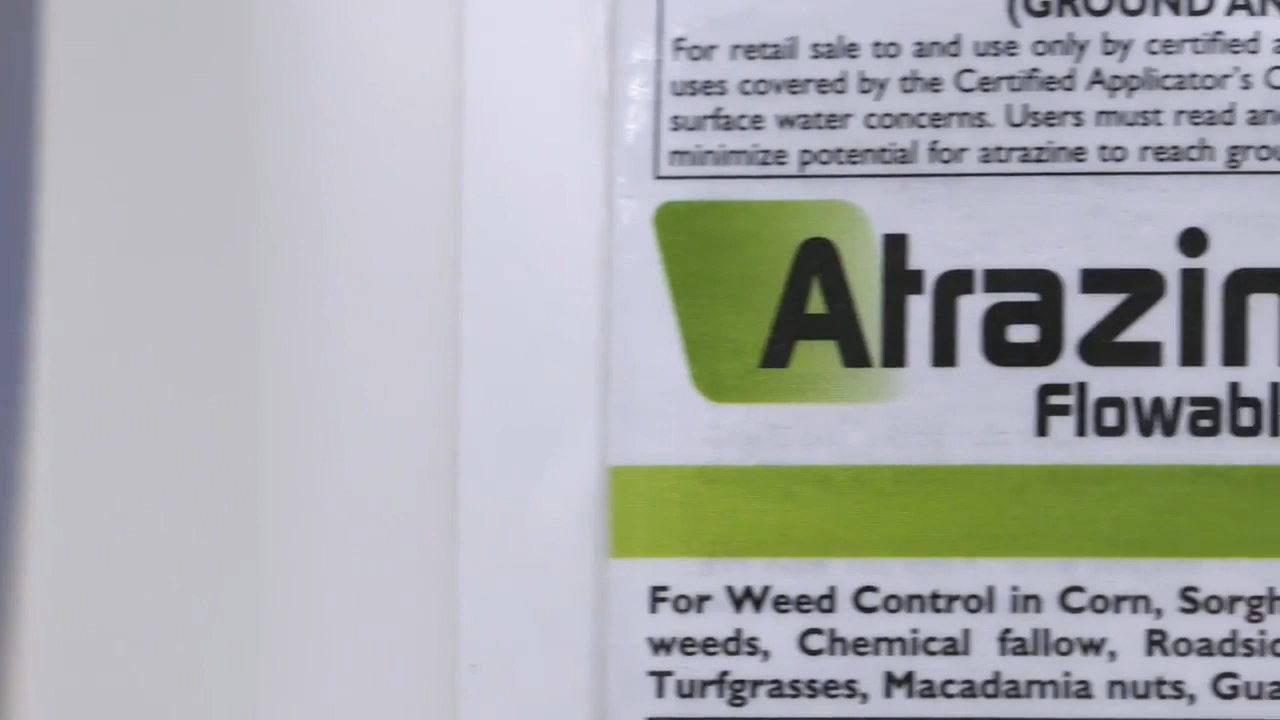 (GROUND AN
For retail sale to and use only by certified a
uses covered by the Certified Applicator's C
surface water concerns. Users must read an
minimize potential for atrazine to reach grou
Atrazin
Flowabl
For Weed Control in Corn, Sorgh
weeds, Chemical fallow, Roadsid
Turfgrasses, Macadamia nuts, Gua